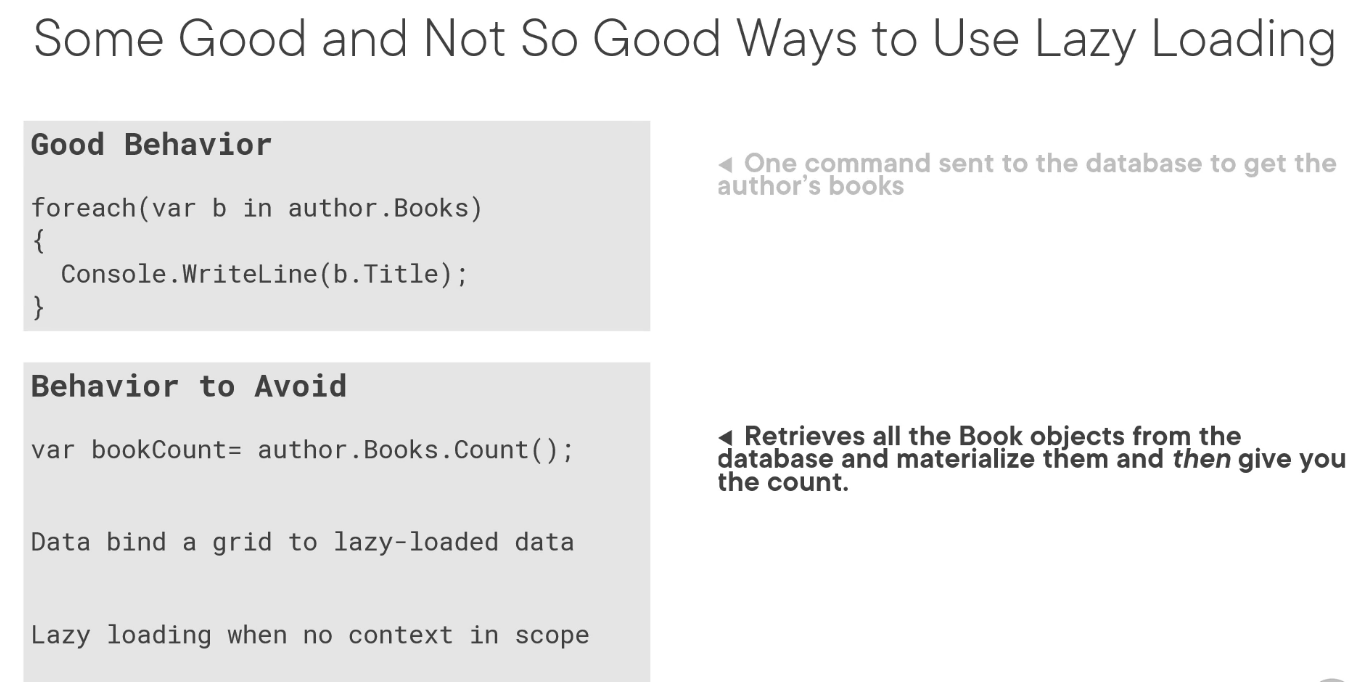 Some Good and Not So Good Ways to Use Lazy Loading
Good Behavior
foreach(var b in author.Books)
{
  Console.WriteLine(b.Title);
}
◄ One command sent to the database to get the
author’s books
Behavior to Avoid
var bookCount= author.Books.Count();
◄ Retrieves all the Book objects from the
database and materialize them and then give you
the count.
Data bind a grid to lazy-loaded data
Lazy loading when no context in scope